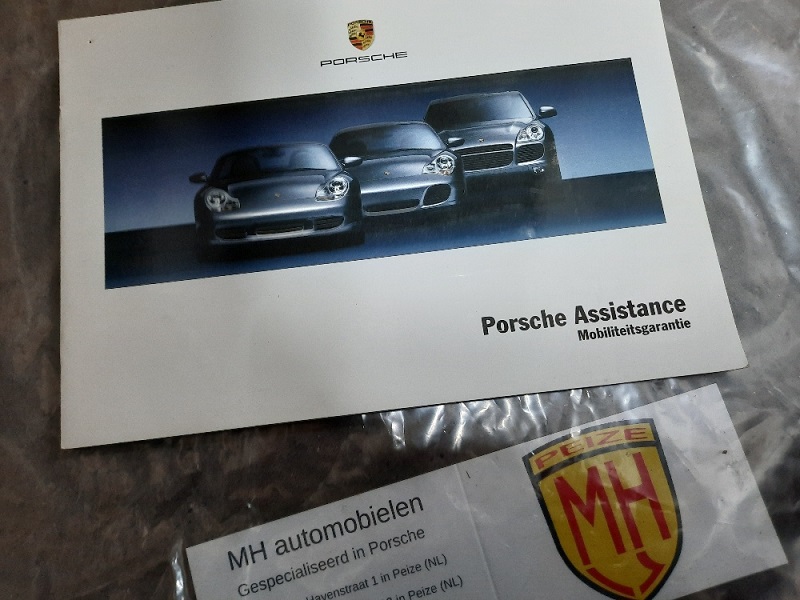 PORSCHE
Porsche Assistance
Mobiliteitsgarantie
PEIZE
MH
MH automobielen
Gespecialiseerd in Porsche
Havenstraat 1 in Peize (NL)
in Peize (NL)